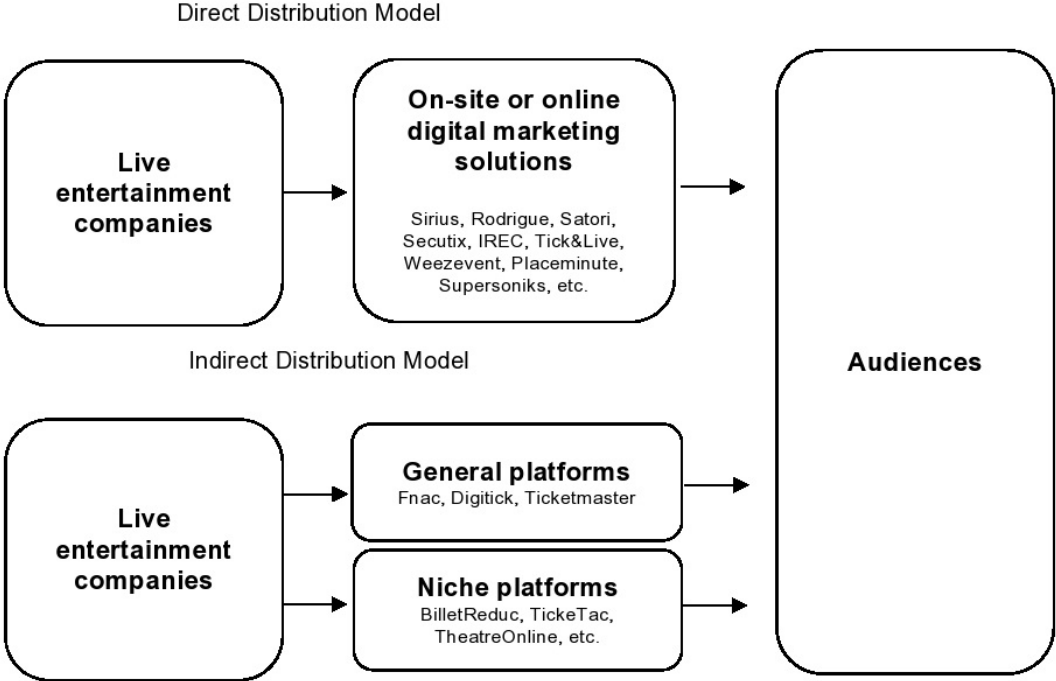 Direct Distribution Model
Live
entertainment
companies
On-site or online
digital marketing
solutions
Sirius, Rodrigue, Satori,
Secutix, IREC, Tick&Live,
Weezevent, Placeminute,
Supersoniks, etc.
Indirect Distribution Model
Live
entertainment
companies
General platforms
Fnac, Digitick, Ticketmaster
Niche platforms
BilletReduc, TickeTac,
TheatreOnline, etc.
Audiences